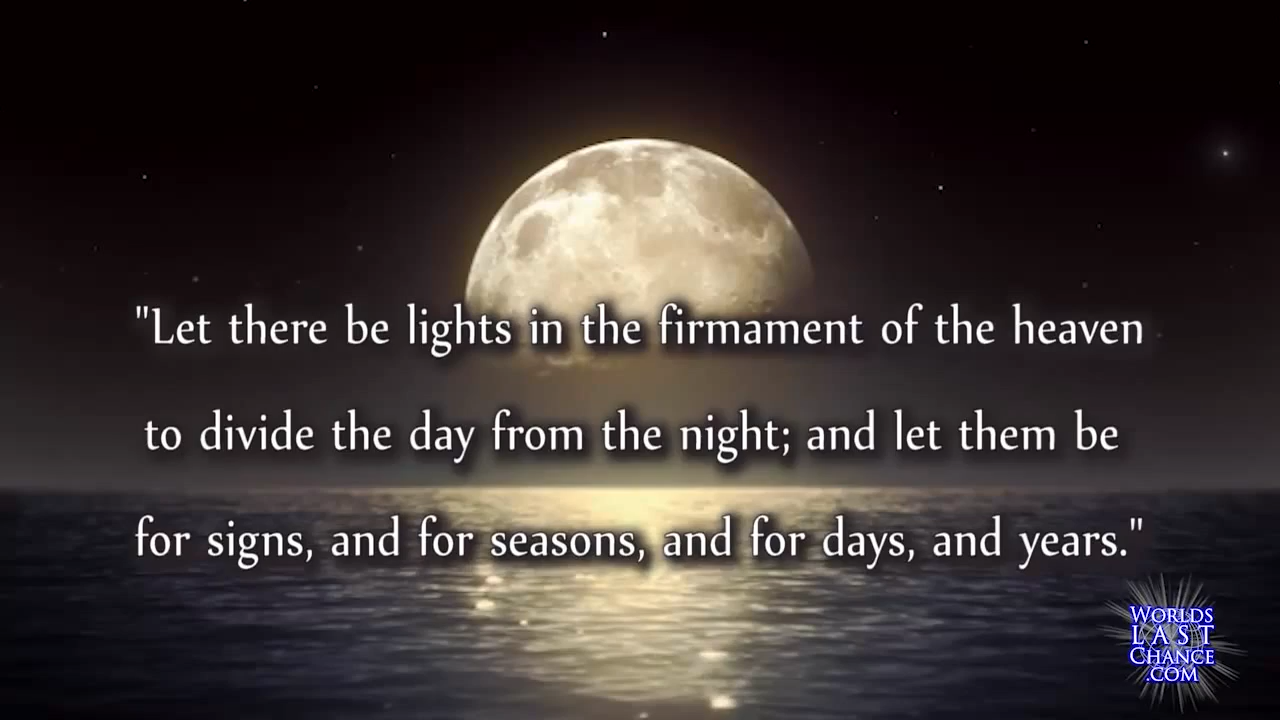 "Let there be lights in the firmament of the heaven
to divide the day from the night; and let them be
for signs, and for seasons, and for days, and years."
WORLDS
LAST
CHANCE
.COM